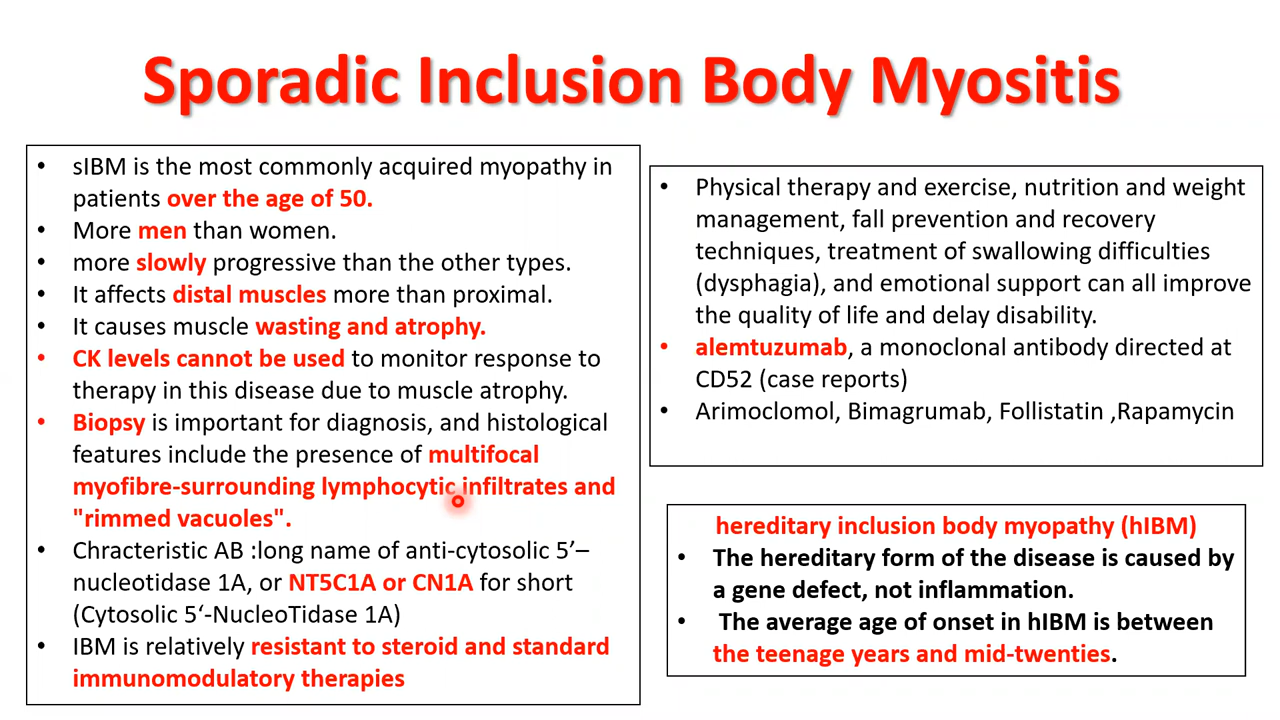 Sporadic Inclusion Body Myositis
• sIBM is the most commonly acquired myopathy in
patients over the age of 50.
• More men than women.
• more slowly progressive than the other types.
• It affects distal muscles more than proximal.
• It causes muscle wasting and atrophy.
• CK levels cannot be used to monitor response to
therapy in this disease due to muscle atrophy.
• Biopsy is important for diagnosis, and histological
features include the presence of multifocal
myofibre-surrounding lymphocytic infiltrates and
"rimmed vacuoles".
• Chracteristic AB :long name of anti-cytosolic 5’–
nucleotidase 1A, or NT5C1A or CN1A for short
(Cytosolic 5‘-NucleoTidase 1A)
• IBM is relatively resistant to steroid and standard
immunomodulatory therapies
• Physical therapy and exercise, nutrition and weight
management, fall prevention and recovery
techniques, treatment of swallowing difficulties
(dysphagia), and emotional support can all improve
the quality of life and delay disability.
• alemtuzumab, a monoclonal antibody directed at
CD52 (case reports)
• Arimoclomol, Bimagrumab, Follistatin ,Rapamycin
hereditary inclusion body myopathy (hIBM)
• The hereditary form of the disease is caused by
a gene defect, not inflammation.
• The average age of onset in hIBM is between
the teenage years and mid-twenties.